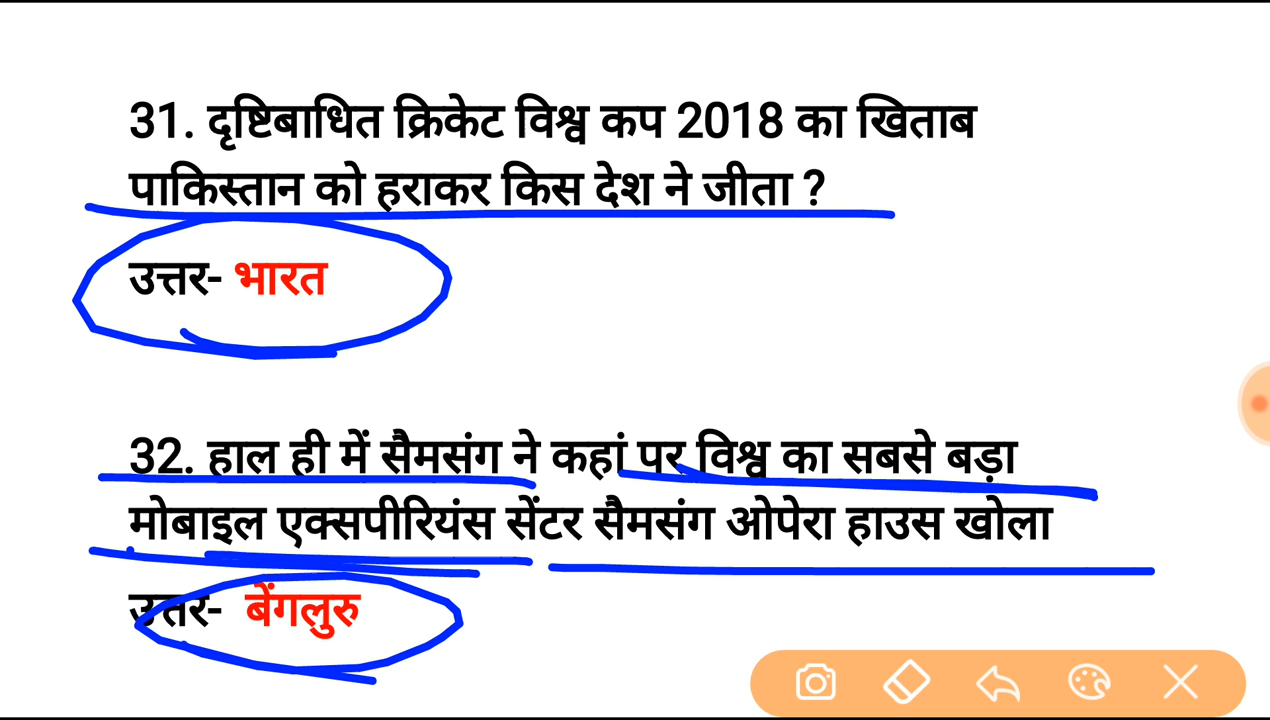 31. दृष्टिबाधित क्रिकेट विश्व कप 2018 का खिताब
पाकिस्तान को हराकर किस देश ने जीता ?
उत्तर- भारत
32. हाल ही में सैमसंग ने कहां पर विश्व का सबसे बड़ा
मोबाइल एक्सपीरियंस सेंटर सैमसंग ओपेरा हाउस खोला
उत्तर- बेंगलुरु